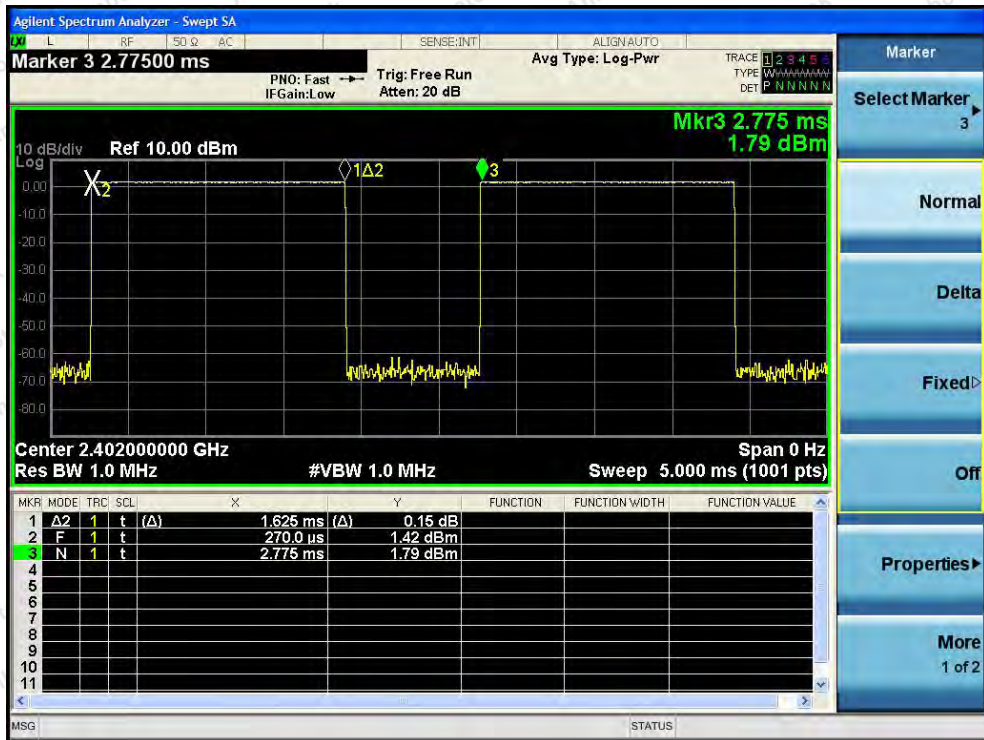 Agilent Spectrum Analyzer - Swept SA
LXI L RF 50 Ω AC SENSE:INT ALIGNAUTO
Marker 3 2.77500 ms
PNO: Fast Trig: Free Run
IFGain:Low Atten: 20 dB
Avg Type: Log-Pwr
TRACE 1 2 3 4 5 6
TYPE WWWWWWW
DET P N N N N N
Mkr3 2.775 ms
1.79 dBm
10 dB/div Ref 10.00 dBm
Log
0.00
-10.0
-20.0
-30.0
-40.0
-50.0
-60.0
-70.0
-80.0
2
1Δ2
3
Center 2.402000000 GHz Span 0 Hz
Res BW 1.0 MHz #VBW 1.0 MHz Sweep 5.000 ms (1001 pts)
MKR MODE TRC SCL X Y FUNCTION FUNCTION WIDTH FUNCTION VALUE
1 Δ2 1 t (Δ) 1.625 ms (Δ) 0.15 dB
2 F 1 t 270.0 µs 1.42 dBm
3 N 1 t 2.775 ms 1.79 dBm
4
5
6
7
8
9
10
11
MSG STATUS
Marker
Select Marker
3
Normal
Delta
Fixed
Off
Properties
More
1 of 2